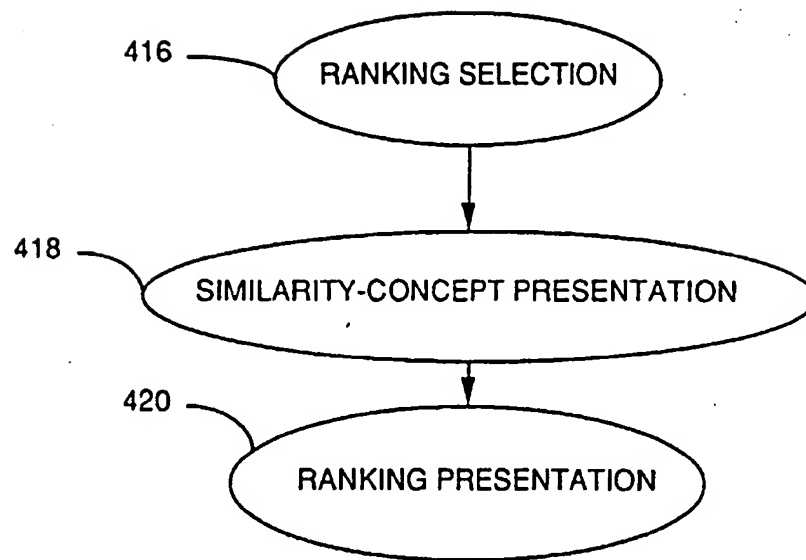 416
RANKING SELECTION
418
SIMILARITY-CONCEPT PRESENTATION
420
RANKING PRESENTATION